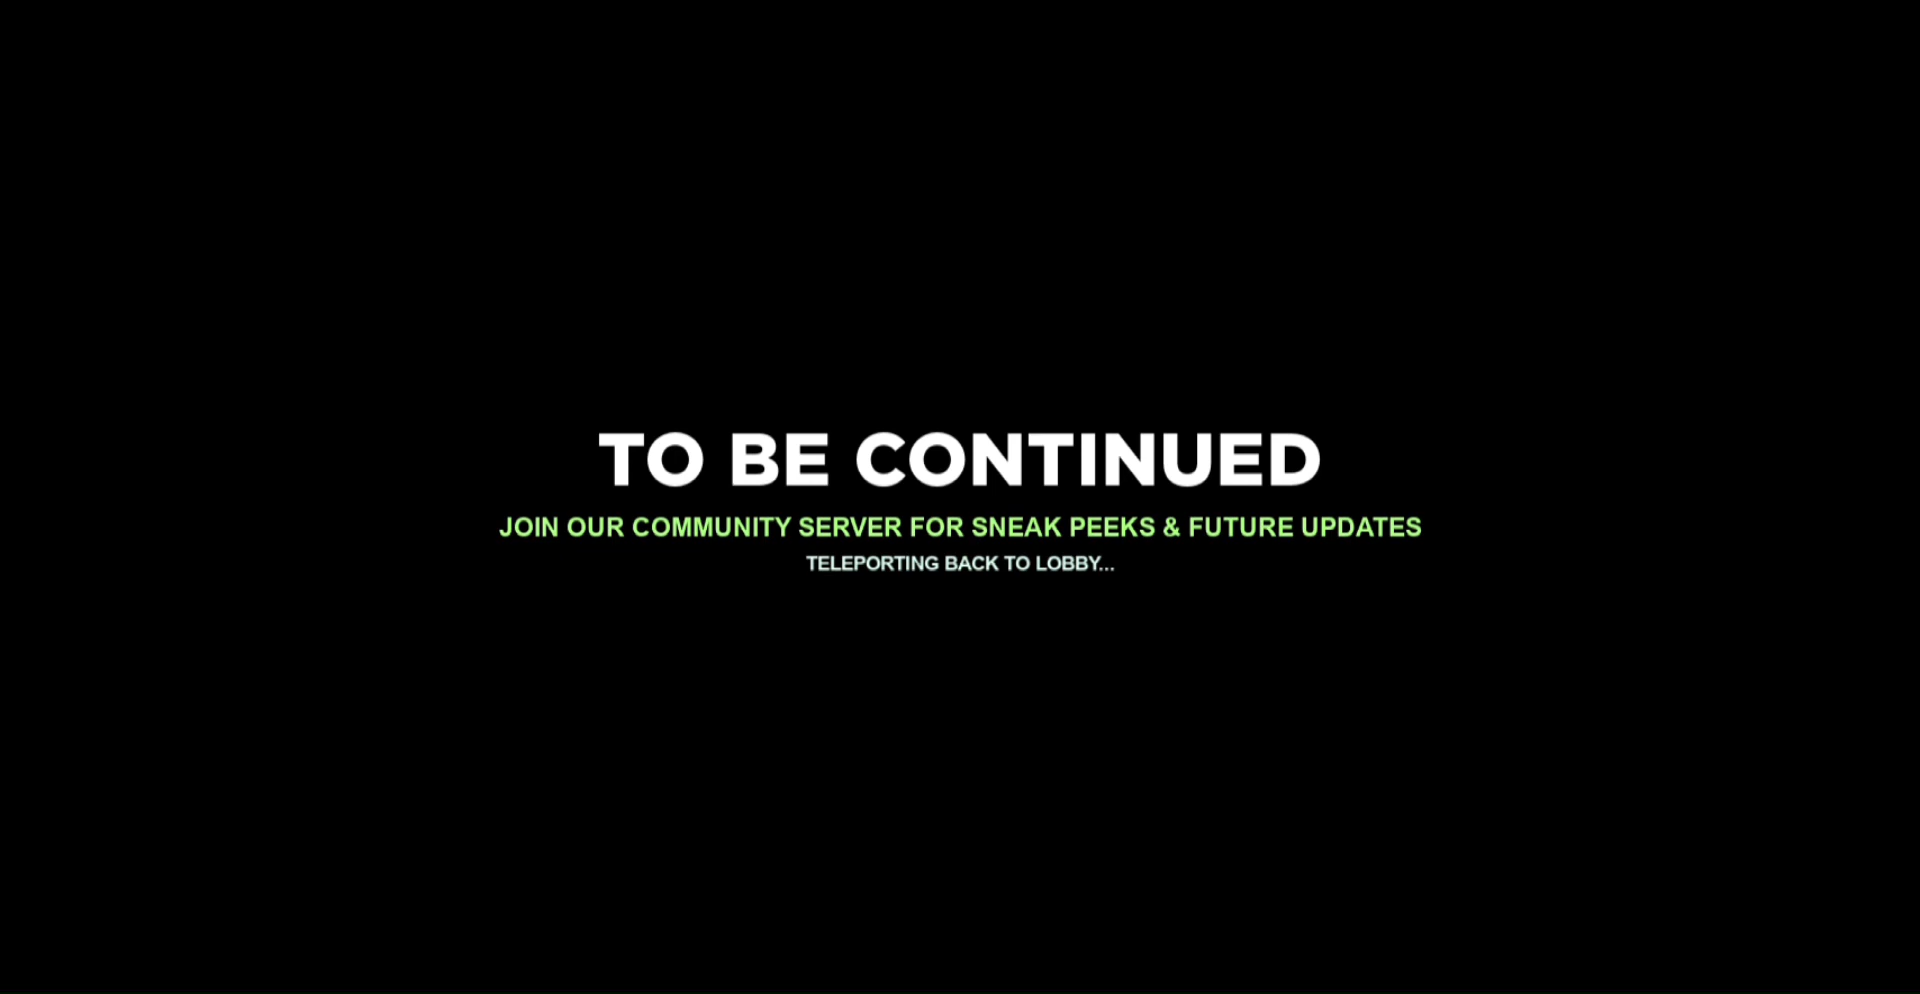 TO BE CONTINUED
JOIN OUR COMMUNITY SERVER FOR SNEAK PEEKS & FUTURE UPDATES
TELEPORTING BACK TO LOBBY...